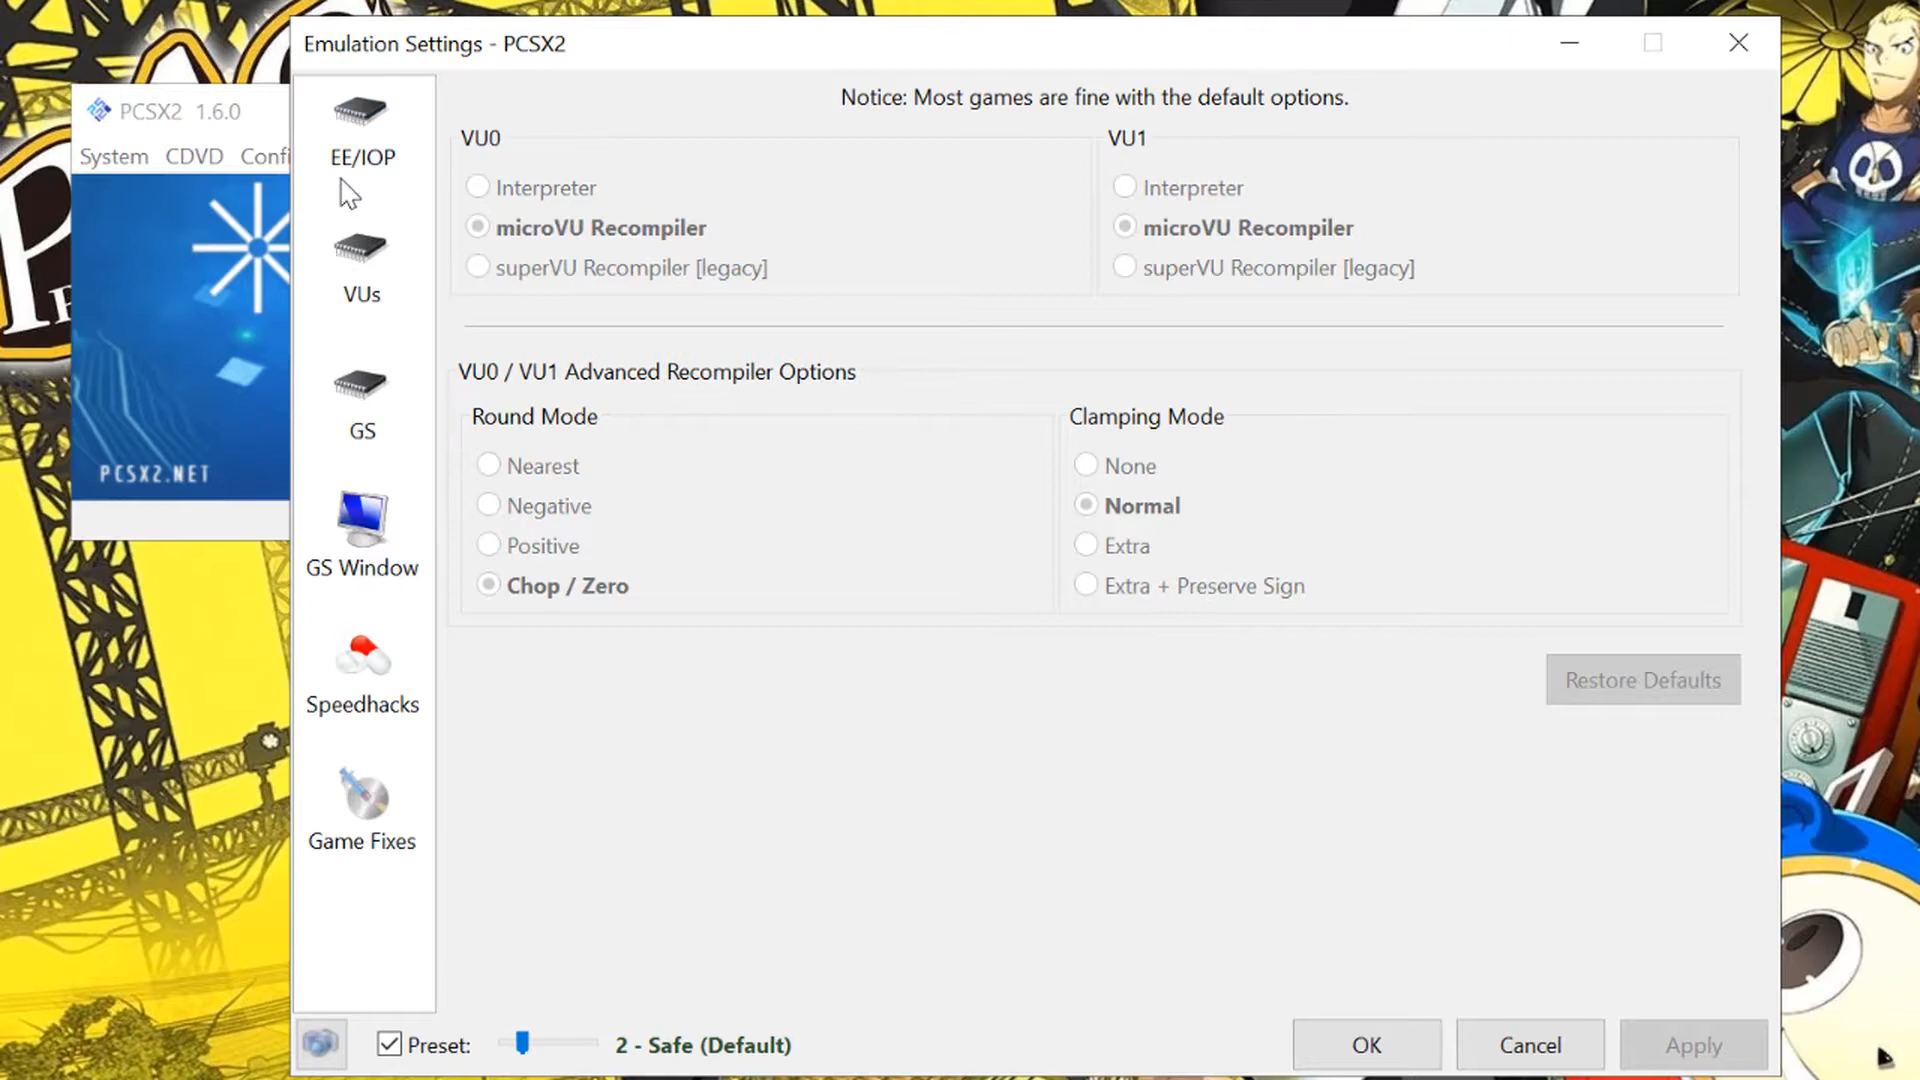 Emulation Settings - PCSX2
PCSX2 1.6.0
System CDVD Confi
PCSX2.NET
EE/IOP
VUs
GS
GS Window
Speedhacks
Game Fixes
Notice: Most games are fine with the default options.
VU0
Interpreter
microVU Recompiler
superVU Recompiler [legacy]
VU1
Interpreter
microVU Recompiler
superVU Recompiler [legacy]
VU0 / VU1 Advanced Recompiler Options
Round Mode
Nearest
Negative
Positive
Chop / Zero
Clamping Mode
None
Normal
Extra
Extra + Preserve Sign
Restore Defaults
Preset: 2 - Safe (Default)
OK Cancel Apply